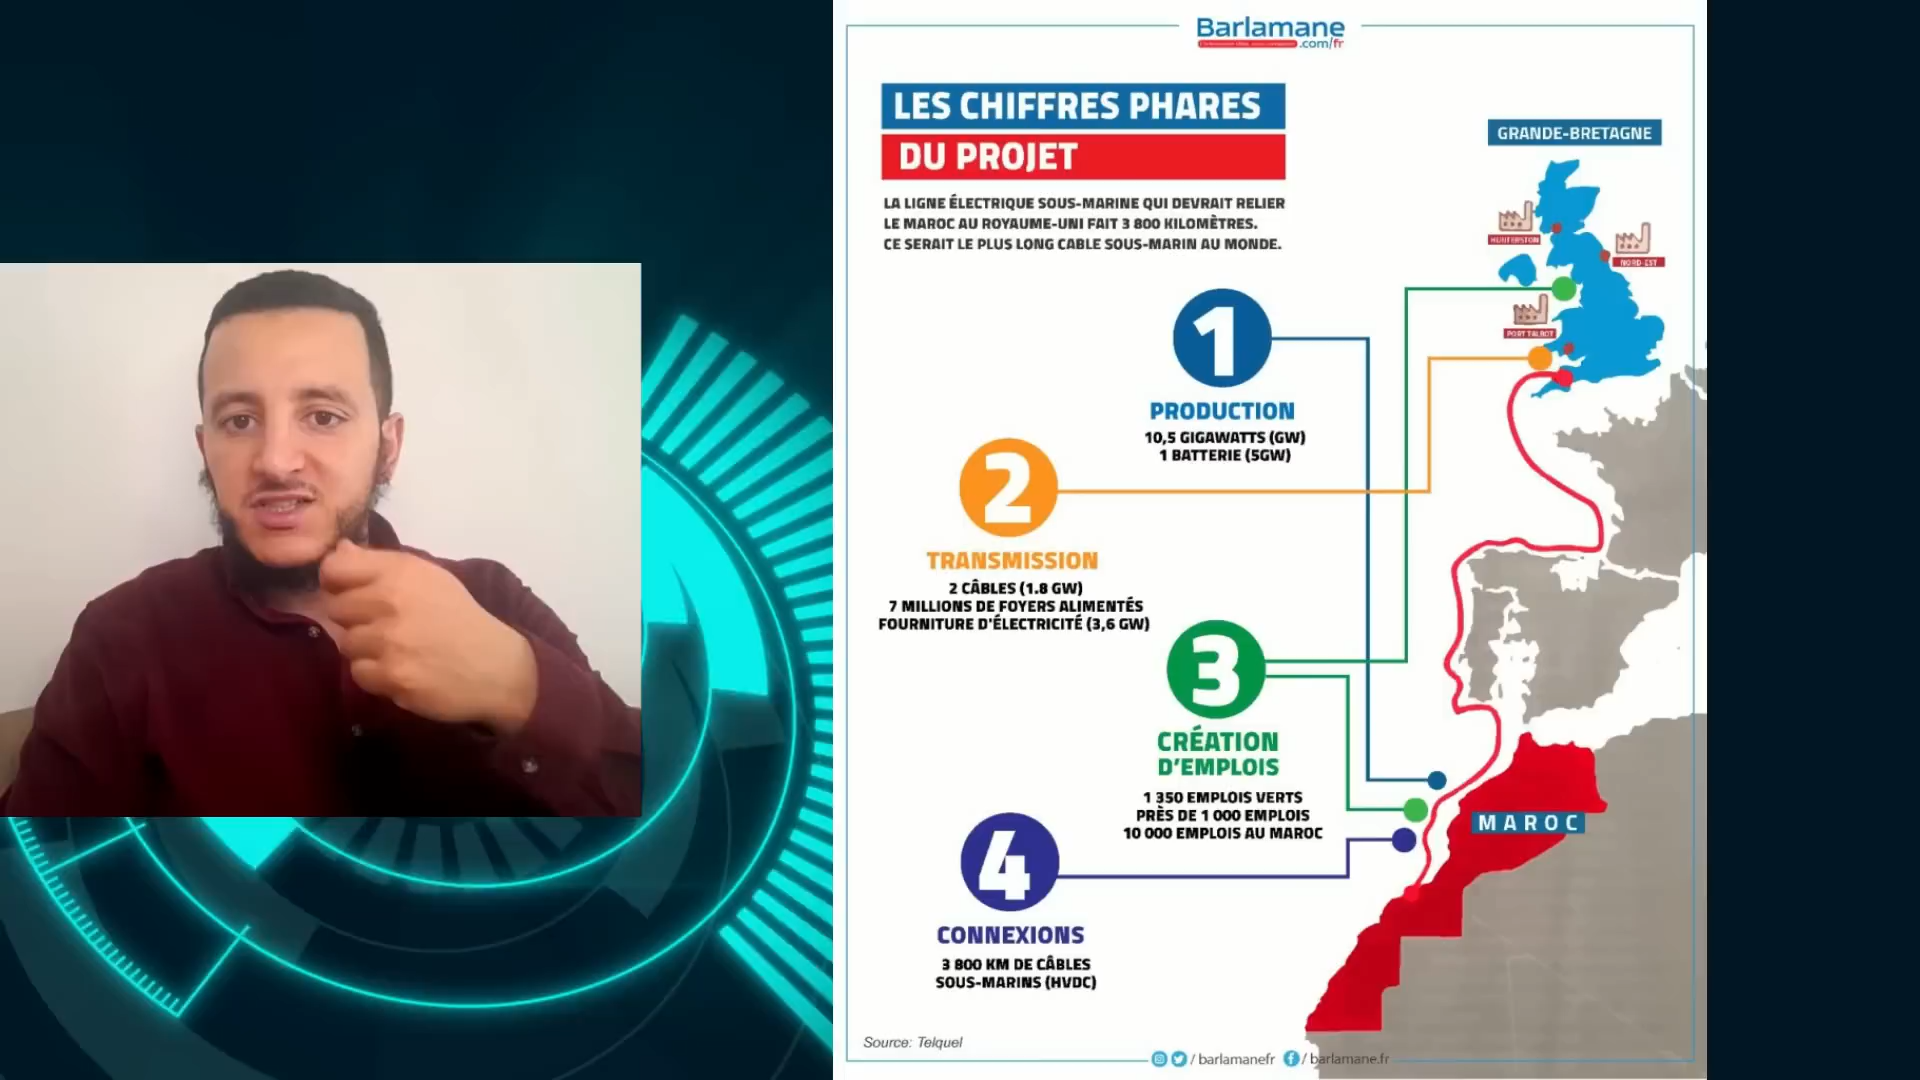 Barlamane
.com/fr
LES CHIFFRES PHARES
DU PROJET
LA LIGNE ÉLECTRIQUE SOUS-MARINE QUI DEVRAIT RELIER
LE MAROC AU ROYAUME-UNI FAIT 3 800 KILOMÈTRES.
CE SERAIT LE PLUS LONG CABLE SOUS-MARIN AU MONDE.
GRANDE-BRETAGNE
HUNTERSTON
NORD-EST
PORT TALBOT
1
PRODUCTION
10,5 GIGAWATTS (GW)
1 BATTERIE (5GW)
2
TRANSMISSION
2 CÂBLES (1.8 GW)
7 MILLIONS DE FOYERS ALIMENTÉS
FOURNITURE D'ÉLECTRICITÉ (3,6 GW)
3
CRÉATION
D'EMPLOIS
1 350 EMPLOIS VERTS
PRÈS DE 1 000 EMPLOIS
10 000 EMPLOIS AU MAROC
MAROC
4
CONNEXIONS
3 800 KM DE CÂBLES
SOUS-MARINS (HVDC)
Source: Telquel
/ barlamanefr / barlamane.fr